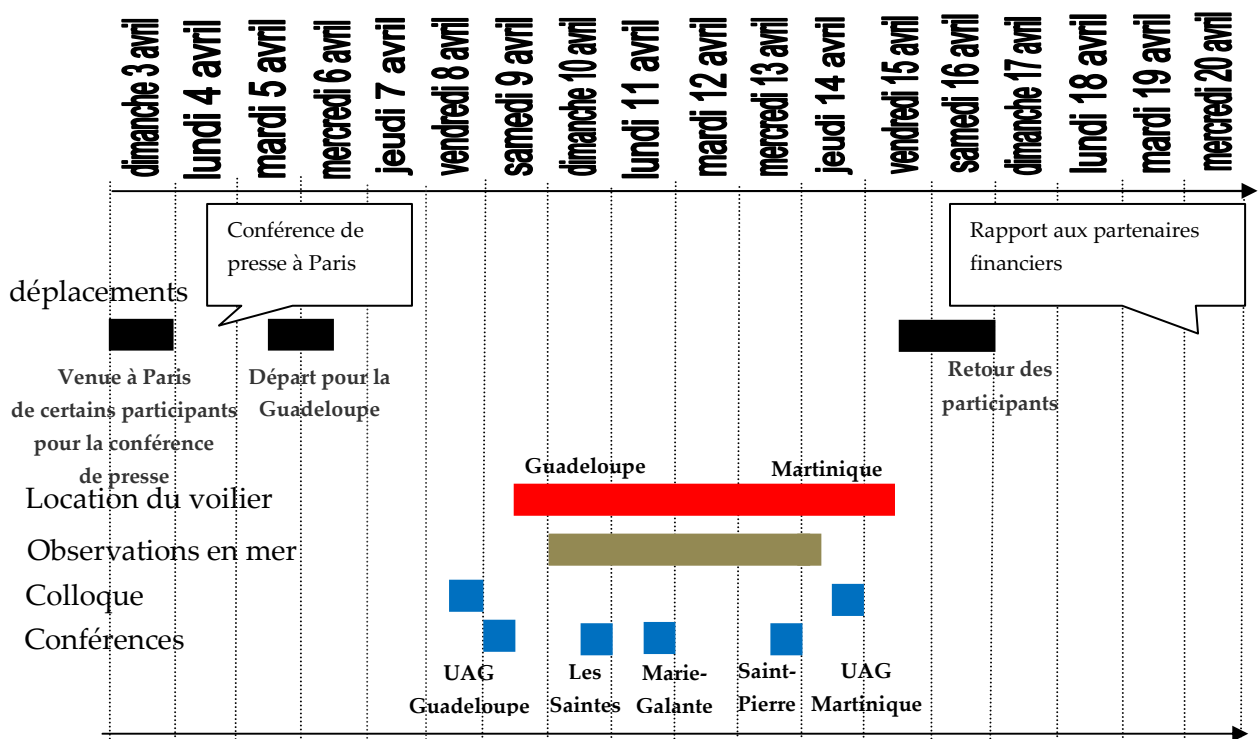 dimanche 3 avril
lundi 4 avril
mardi 5 avril
mercredi 6 avril
jeudi 7 avril
vendredi 8 avril
samedi 9 avril
dimanche 10 avril
lundi 11 avril
mardi 12 avril
mercredi 13 avril
jeudi 14 avril
vendredi 15 avril
samedi 16 avril
dimanche 17 avril
lundi 18 avril
mardi 19 avril
mercredi 20 avril
Conférence de
presse à Paris
Rapport aux partenaires
financiers
déplacements
Venue à Paris
de certains participants
pour la conférence
de presse
Départ pour la
Guadeloupe
Retour des
participants
Guadeloupe
Martinique
Location du voilier
Observations en mer
Colloque
Conférences
UAG
Guadeloupe
Les
Saintes
Marie-
Galante
Saint-
Pierre
UAG
Martinique